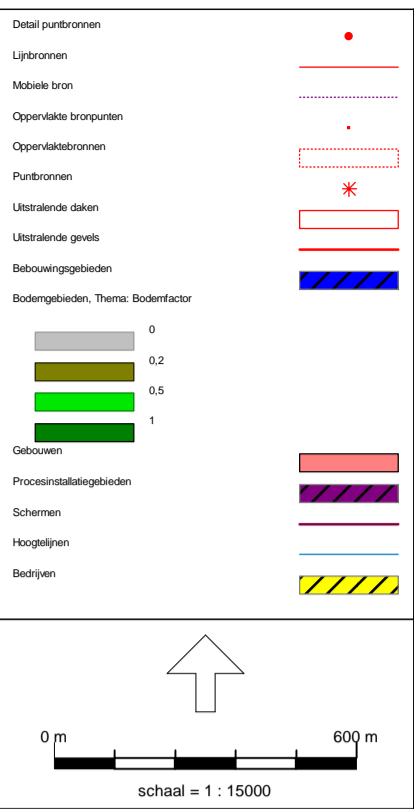 Detail puntbronnen
Lijnbronnen
Mobiele bron
Oppervlakte bronpunten
Oppervlaktebronnen
Puntbronnen
Uitstralende daken
Uitstralende gevels
Bebouwingsgebieden
Bodemgebieden, Thema: Bodemfactor
0
0,2
0,5
1
Gebouwen
Procesinstallatiegebieden
Schermen
Hoogtelijnen
Bedrijven
0 m 600 m
schaal = 1 : 15000